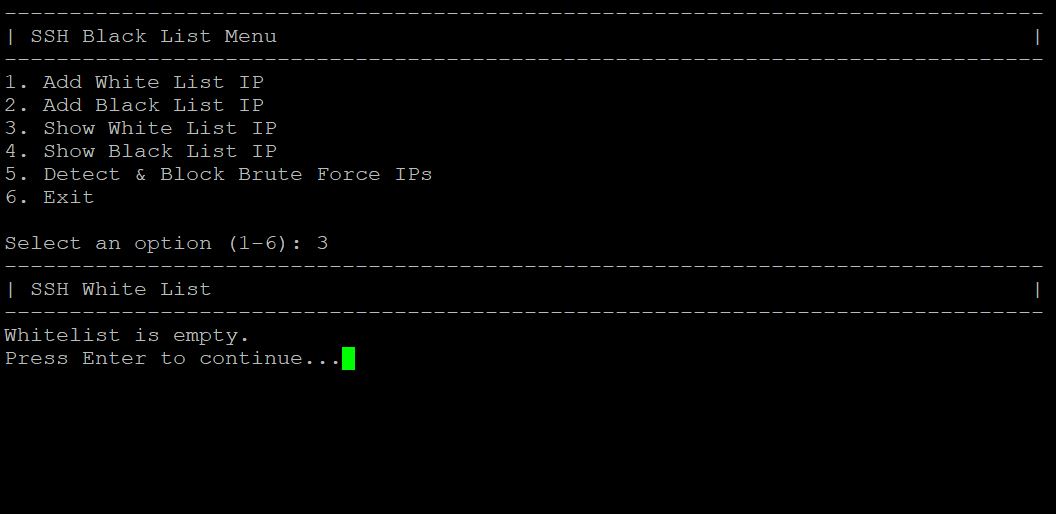 --------------------------------------------------------------------------------
| SSH Black List Menu                                                          |
--------------------------------------------------------------------------------
1. Add White List IP
2. Add Black List IP
3. Show White List IP
4. Show Black List IP
5. Detect & Block Brute Force IPs
6. Exit

Select an option (1-6): 3
--------------------------------------------------------------------------------
| SSH White List                                                               |
--------------------------------------------------------------------------------
Whitelist is empty.
Press Enter to continue...